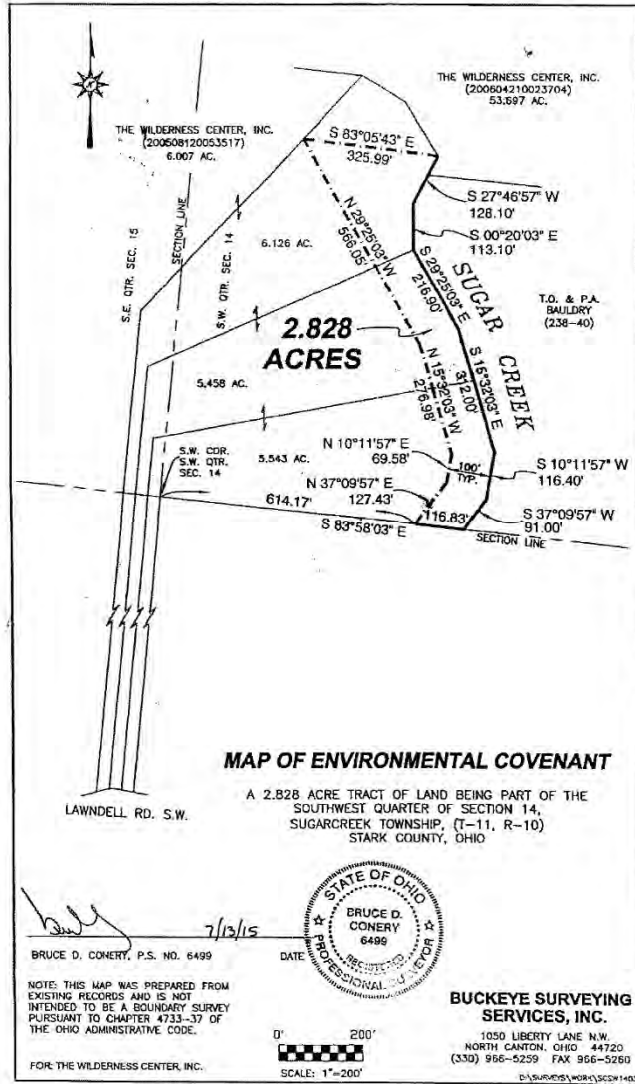 THE WILDERNESS CENTER, INC.
(200604210023704)
53.697 AC.
THE WILDERNESS CENTER, INC.
(200508120053517)
6.007 AC.
S 83°05'43" E
325.99'
S 27°46'57" W
128.10'
S 00°20'03" E
113.10'
S.E. QTR. SEC. 15
SECTION LINE
S.W. QTR. SEC. 14
6.126 AC.
N 29°25'03" W
566.05'
S 29°25'03" E
216.90'
SUGAR CREEK
T.O. & P.A.
BAULDRY
(238-40)
2.828
ACRES
5.458 AC.
N 15°32'03" W
276.98'
S 15°32'03" E
312.00'
5.543 AC.
S.W. COR.
S.W. QTR.
SEC. 14
N 10°11'57" E
69.58'
100'
TYP.
S 10°11'57" W
116.40'
N 37°09'57" E
127.43'
614.17'
S 83°58'03" E
116.83'
S 37°09'57" W
91.00'
SECTION LINE
LAWNDELL RD. S.W.
MAP OF ENVIRONMENTAL COVENANT
A 2.828 ACRE TRACT OF LAND BEING PART OF THE
SOUTHWEST QUARTER OF SECTION 14,
SUGARCREEK TOWNSHIP, (T-11, R-10)
STARK COUNTY, OHIO
7/13/15
BRUCE D. CONERY, P.S. NO. 6499
DATE
STATE OF OHIO
BRUCE D.
CONERY
6499
REGISTERED
PROFESSIONAL SURVEYOR
NOTE: THIS MAP WAS PREPARED FROM
EXISTING RECORDS AND IS NOT
INTENDED TO BE A BOUNDARY SURVEY
PURSUANT TO CHAPTER 4733-37 OF
THE OHIO ADMINISTRATIVE CODE.
FOR: THE WILDERNESS CENTER, INC.
0' 200'
SCALE: 1"=200'
BUCKEYE SURVEYING
SERVICES, INC.
1050 LIBERTY LANE N.W.
NORTH CANTON, OHIO 44720
(330) 966-5259 FAX 966-5260